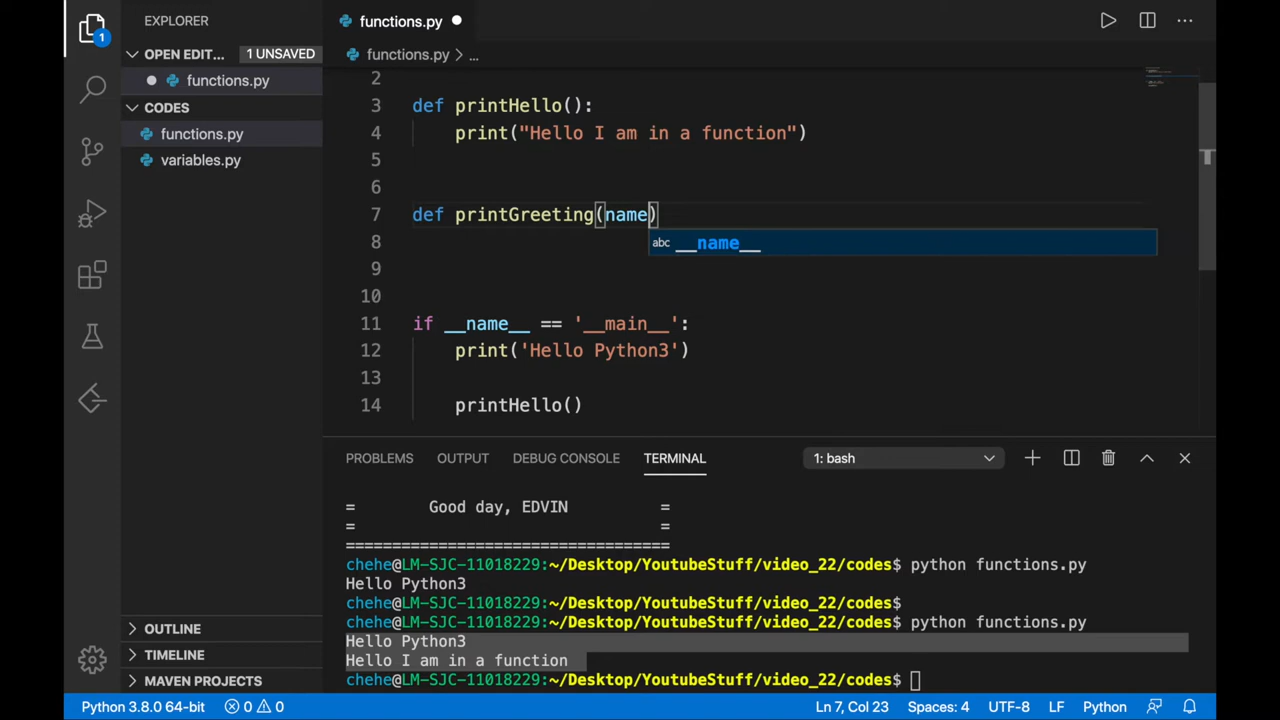 EXPLORER
functions.py
1
OPEN EDIT...
1 UNSAVED
functions.py > ...
functions.py
CODES
functions.py
variables.py
2
3 def printHello():
4 print("Hello I am in a function")
5
6
7 def printGreeting(name)
8
abc __name__
9
10
11 if __name__ == '__main__':
12 print('Hello Python3')
13
14 printHello()
PROBLEMS OUTPUT DEBUG CONSOLE TERMINAL 1: bash
= Good day, EDVIN =
= =
===================================
chehe@LM-SJC-11018229:~/Desktop/YoutubeStuff/video_22/codes$ python functions.py
Hello Python3
chehe@LM-SJC-11018229:~/Desktop/YoutubeStuff/video_22/codes$
chehe@LM-SJC-11018229:~/Desktop/YoutubeStuff/video_22/codes$ python functions.py
Hello Python3
Hello I am in a function
chehe@LM-SJC-11018229:~/Desktop/YoutubeStuff/video_22/codes$
OUTLINE
TIMELINE
MAVEN PROJECTS
Python 3.8.0 64-bit 0 0 Ln 7, Col 23 Spaces: 4 UTF-8 LF Python